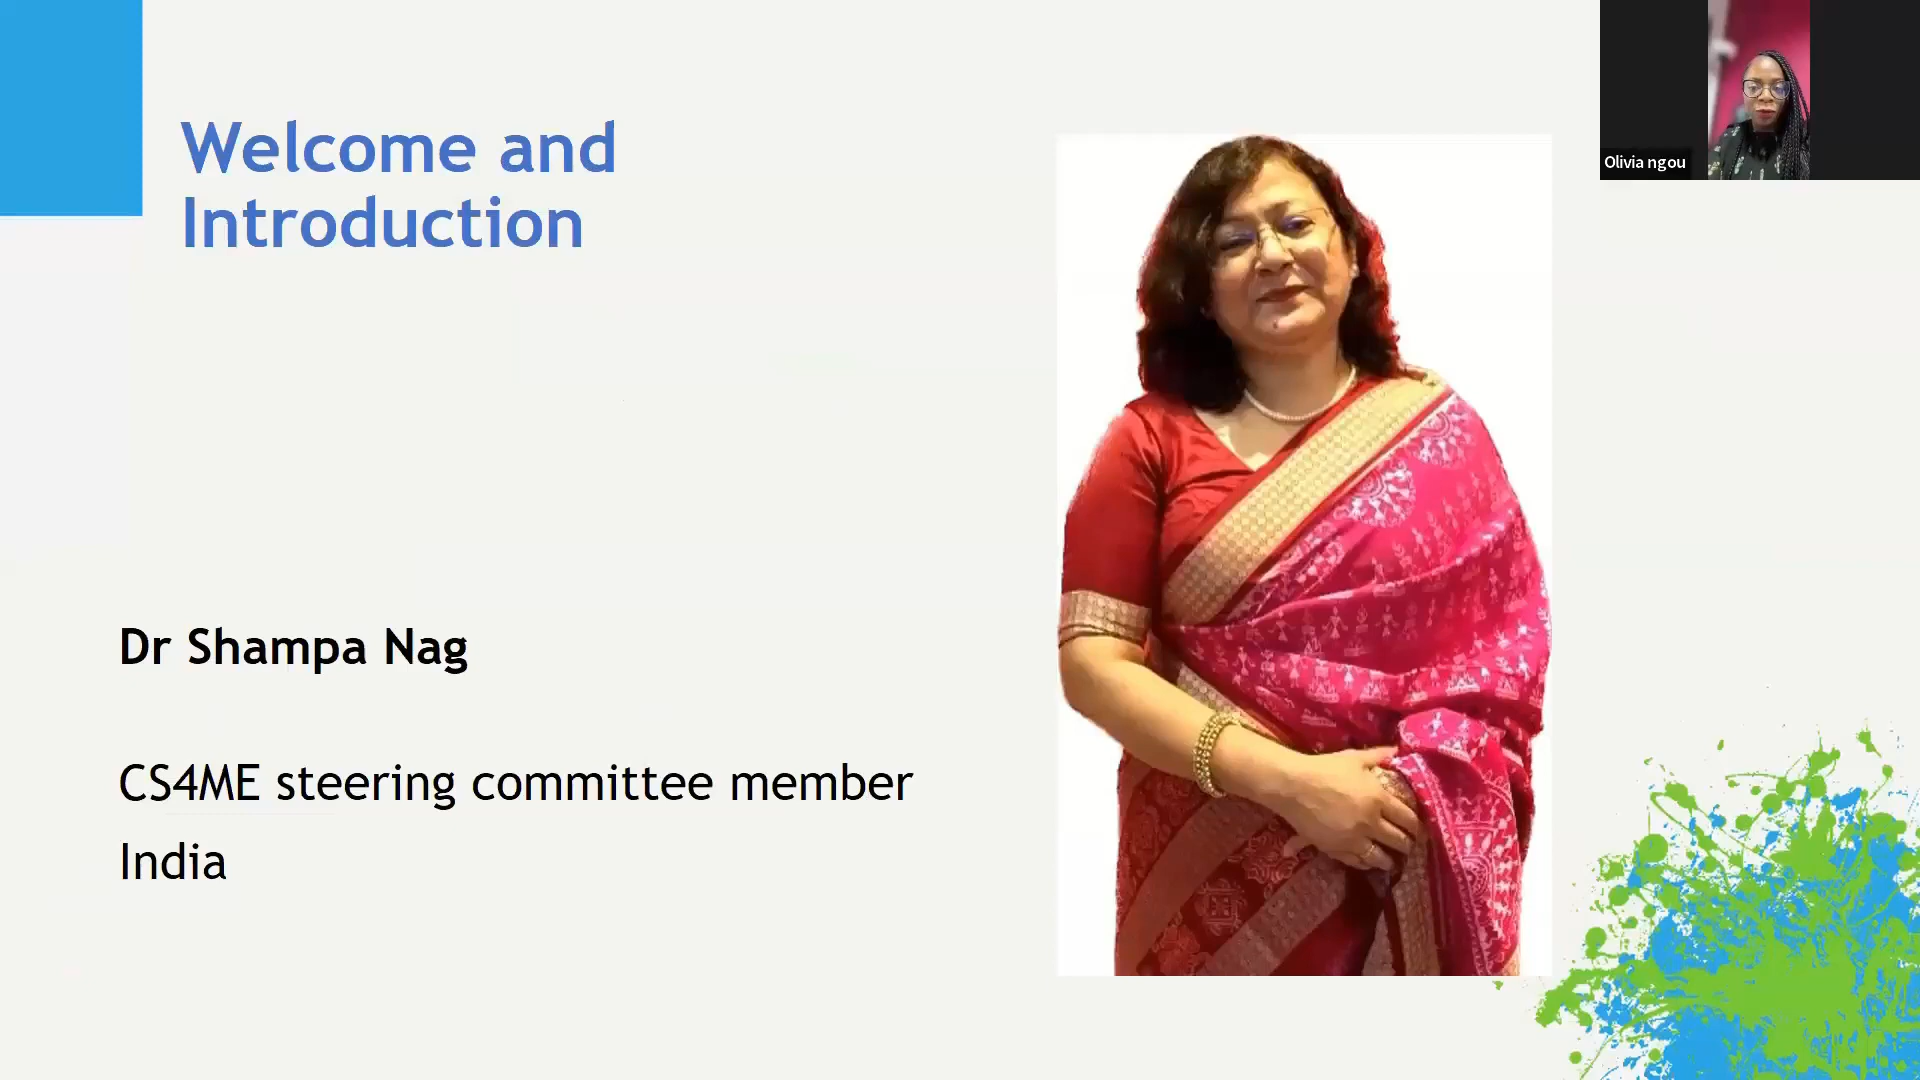 Welcome and
Introduction
Olivia ngou
Dr Shampa Nag
CS4ME steering committee member
India